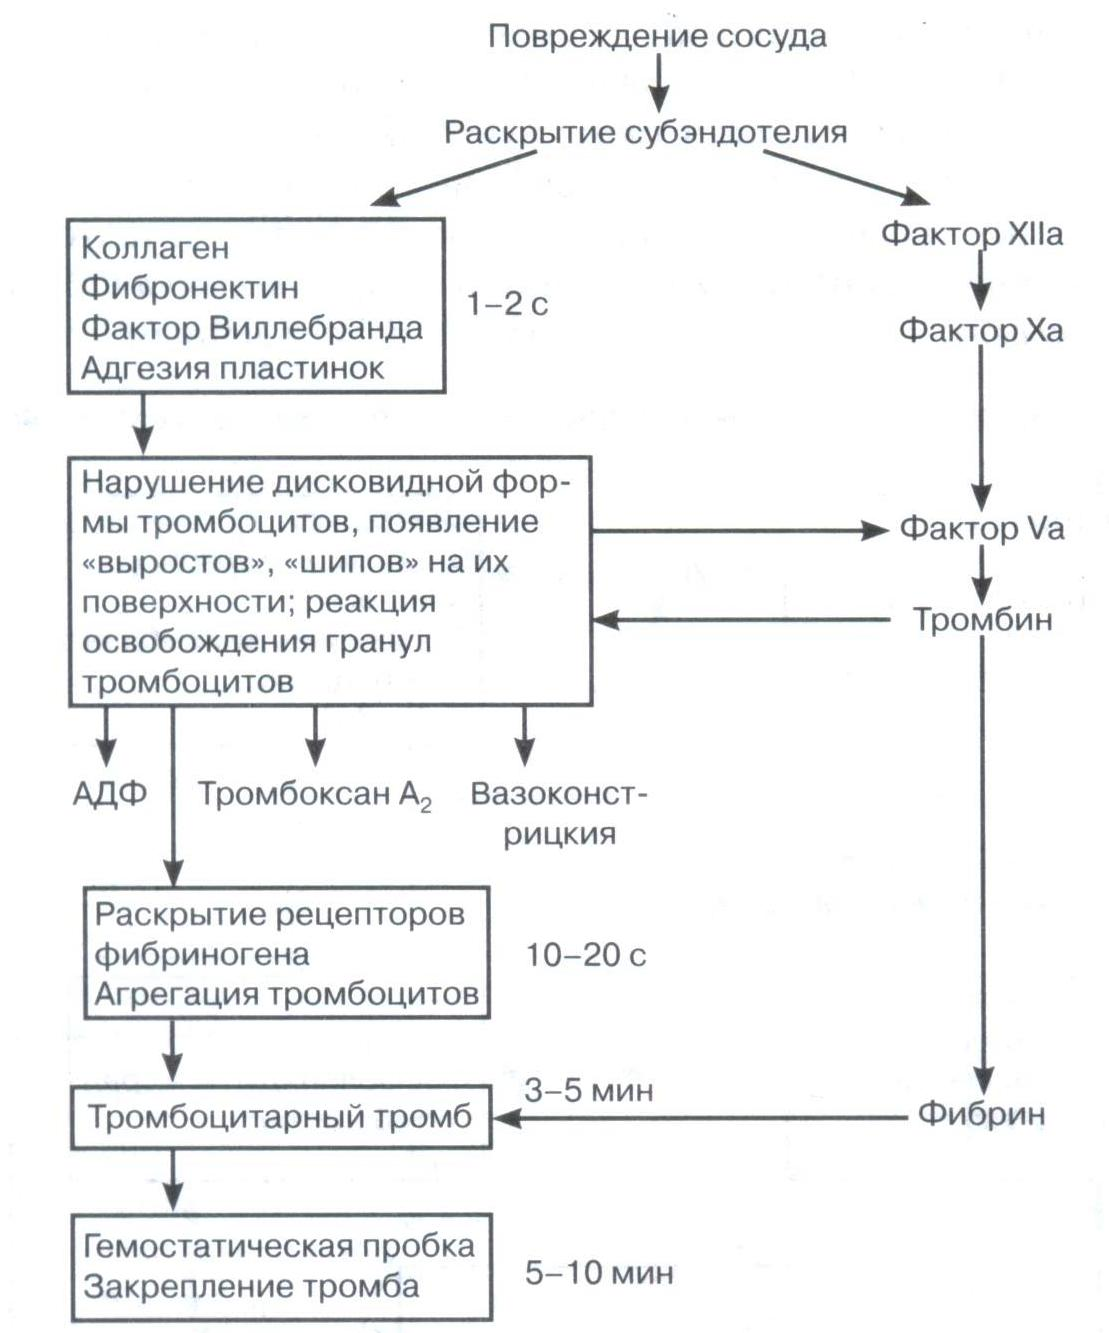 Повреждение сосуда
Раскрытие субэндотелия
Коллаген
Фибронектин
Фактор Виллебранда
Адгезия пластинок
1–2 с
Фактор XIIa
Фактор Xa
Нарушение дисковидной фор-
мы тромбоцитов, появление
«выростов», «шипов» на их
поверхности; реакция
освобождения гранул
тромбоцитов
Фактор Va
Тромбин
АДФ
Тромбоксан A₂
Вазоконст-
рицкия
Раскрытие рецепторов
фибриногена
Агрегация тромбоцитов
10–20 с
Тромбоцитарный тромб
3–5 мин
Фибрин
Гемостатическая пробка
Закрепление тромба
5–10 мин